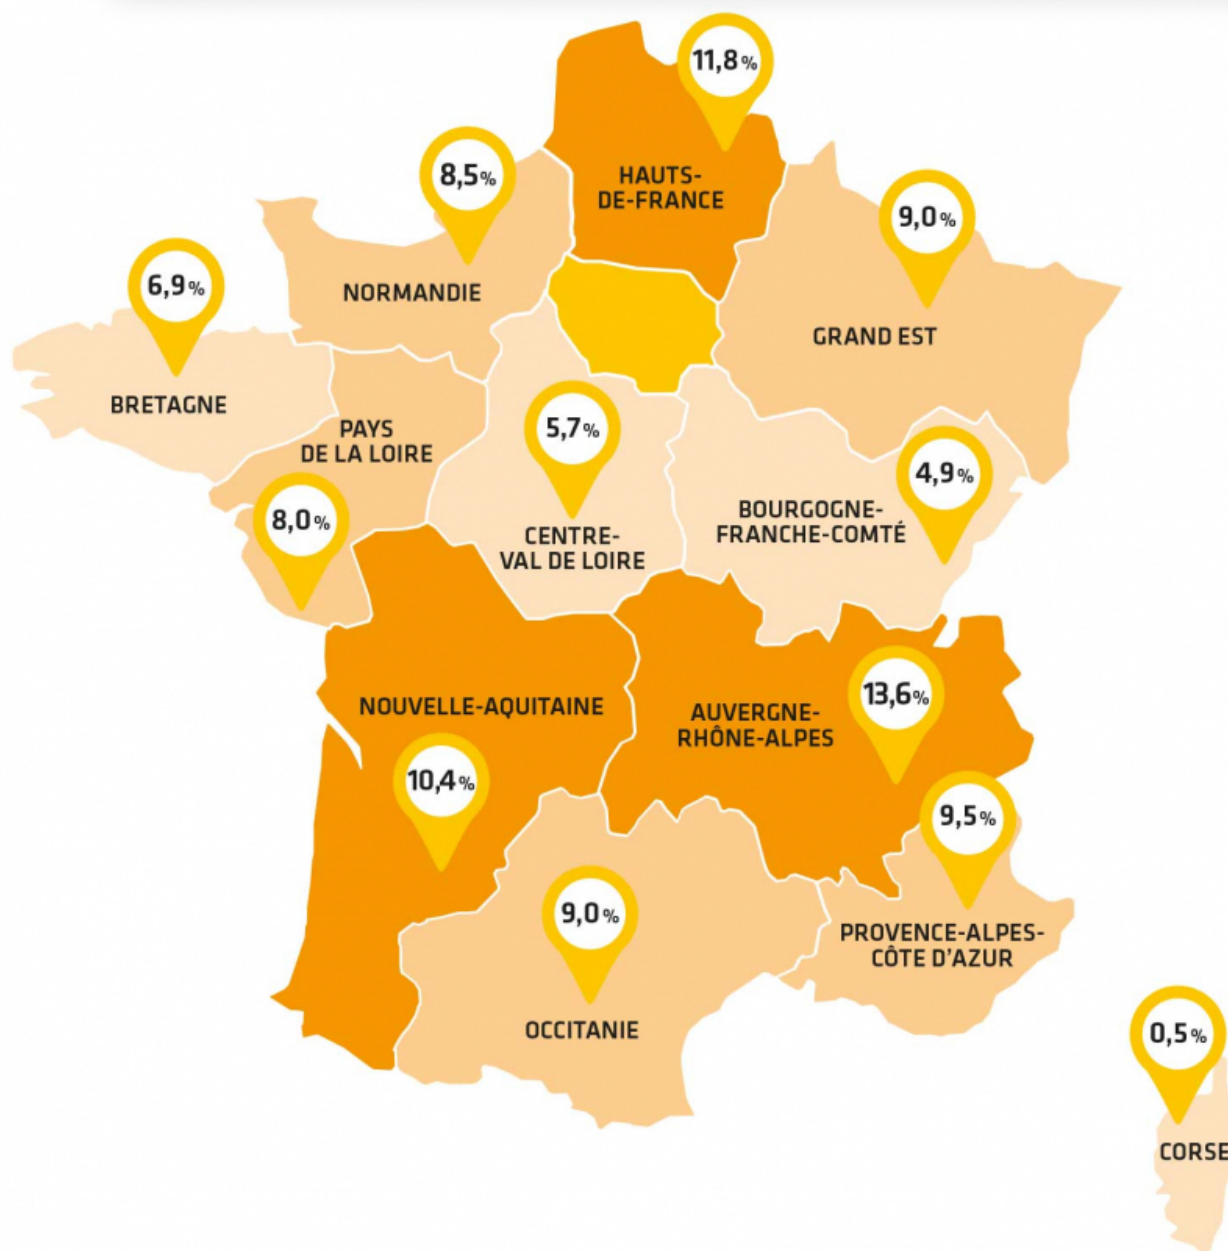 11,8%
HAUTS-
DE-FRANCE
8,5%
NORMANDIE
9,0%
GRAND EST
6,9%
BRETAGNE
PAYS
DE LA LOIRE
8,0%
5,7%
CENTRE-
VAL DE LOIRE
4,9%
BOURGOGNE-
FRANCHE-COMTÉ
NOUVELLE-AQUITAINE
10,4%
13,6%
AUVERGNE-
RHÔNE-ALPES
9,5%
PROVENCE-ALPES-
CÔTE D'AZUR
9,0%
OCCITANIE
0,5%
CORSE